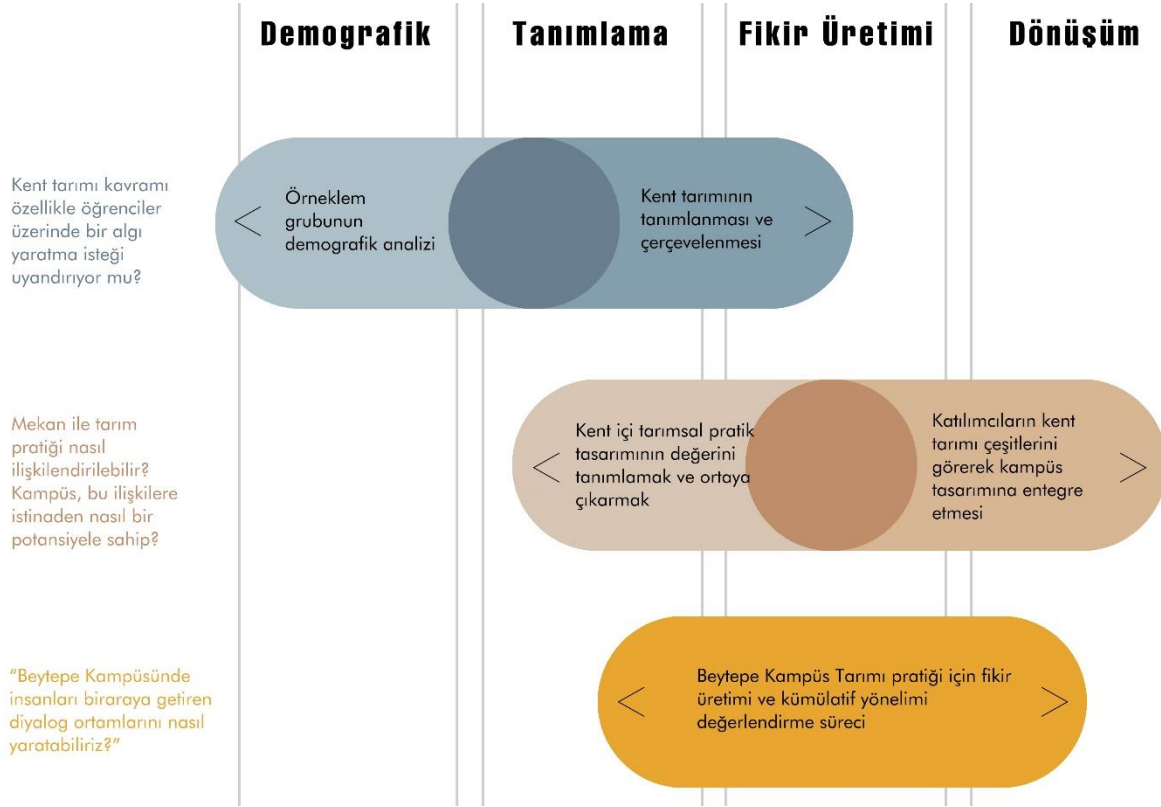 Demografik
Tanımlama
Fikir Üretimi
Dönüşüm
Kent tarımı kavramı
özellikle öğrenciler
üzerinde bir algı
yaratma isteği
uyandırıyor mu?
Örneklem
grubunun
demografik analizi
Kent tarımının
tanımlanması ve
çerçevelenmesi
Mekan ile tarım
pratiği nasıl
ilişkilendirilebilir?
Kampüs, bu ilişkilere
istinaden nasıl bir
potansiyele sahip?
Kent içi tarımsal pratik
tasarımının değerini
tanımlamak ve ortaya
çıkarmak
Katılımcıların kent
tarımı çeşitlerini
görerek kampüs
tasarımına entegre
etmesi
“Beytepe Kampüsünde
insanları biraraya getiren
diyalog ortamlarını nasıl
yaratabiliriz?”
Beytepe Kampüs Tarımı pratiği için fikir
üretimi ve kümülatif yönelimi
değerlendirme süreci